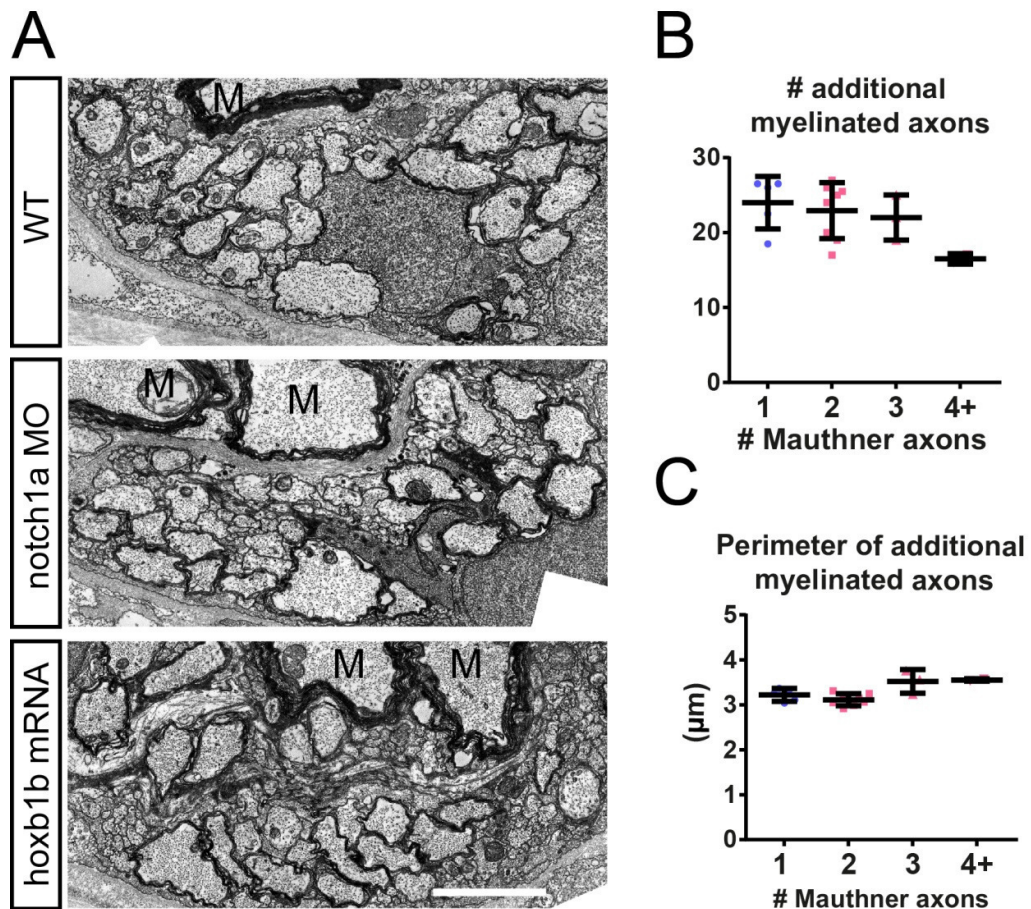 A
WT
M
notch1a MO
M
M
hoxb1b mRNA
M
M
B
# additional
myelinated axons
30
20
10
0
1 2 3 4+
# Mauthner axons
C
Perimeter of additional
myelinated axons
(µm)
5
4
3
2
1
0
1 2 3 4+
# Mauthner axons